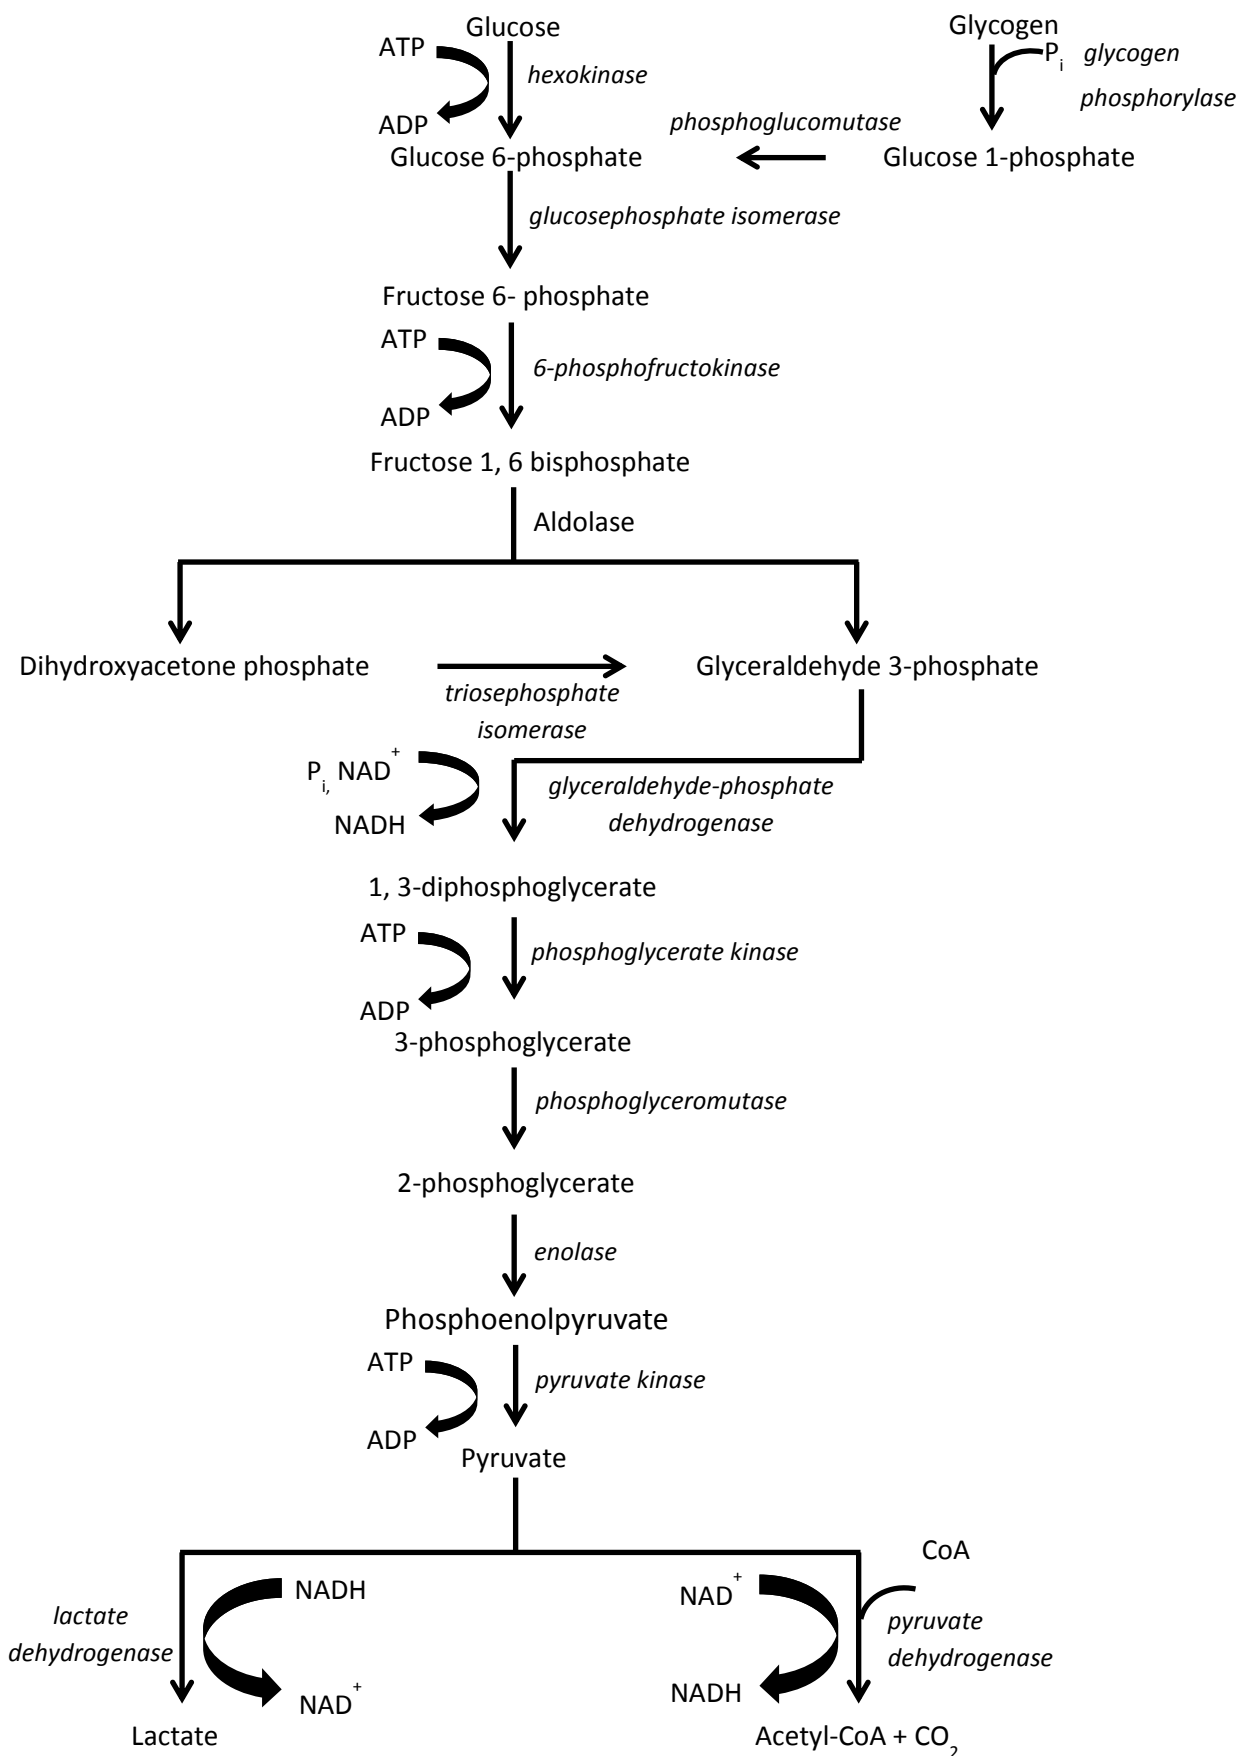 Glucose
Glycogen
ATP
hexokinase
P i glycogen
phosphorylase
ADP
phosphoglucomutase
Glucose 6-phosphate
Glucose 1-phosphate
glucosephosphate isomerase
Fructose 6- phosphate
ATP
6-phosphofructokinase
ADP
Fructose 1, 6 bisphosphate
Aldolase
Dihydroxyacetone phosphate
Glyceraldehyde 3-phosphate
triosephosphate
isomerase
Pi, NAD+
NADH
glyceraldehyde-phosphate
dehydrogenase
1, 3-diphosphoglycerate
ATP
phosphoglycerate kinase
ADP
3-phosphoglycerate
phosphoglyceromutase
2-phosphoglycerate
enolase
Phosphoenolpyruvate
ATP
pyruvate kinase
ADP
Pyruvate
CoA
NADH
NAD+
lactate
dehydrogenase
pyruvate
dehydrogenase
NAD+
NADH
Lactate
Acetyl-CoA + CO2